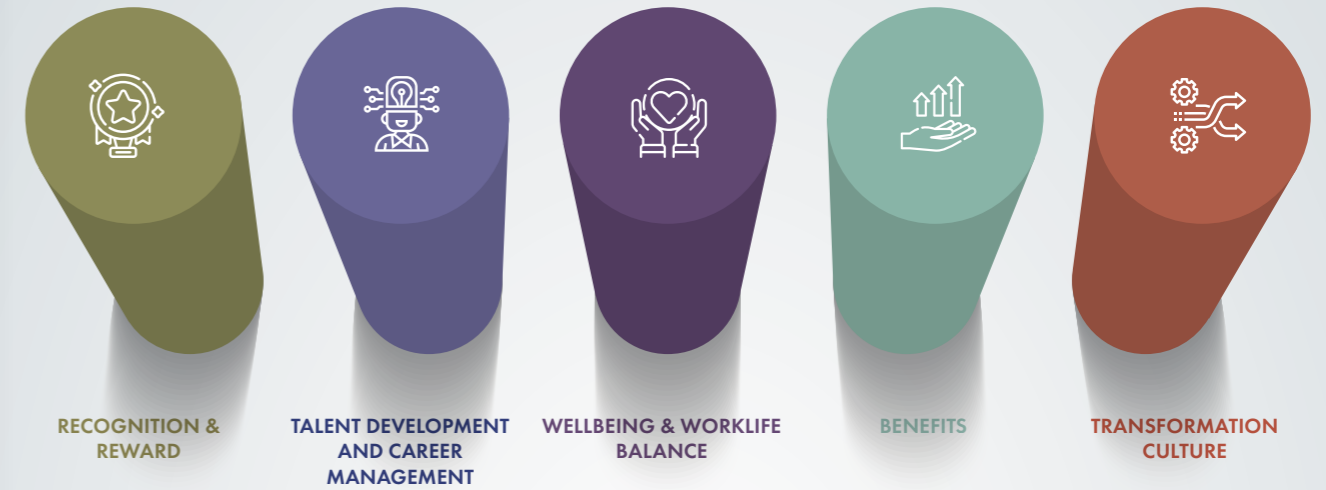 RECOGNITION &
REWARD
TALENT DEVELOPMENT
AND CAREER
MANAGEMENT
WELLBEING & WORKLIFE
BALANCE
BENEFITS
TRANSFORMATION
CULTURE